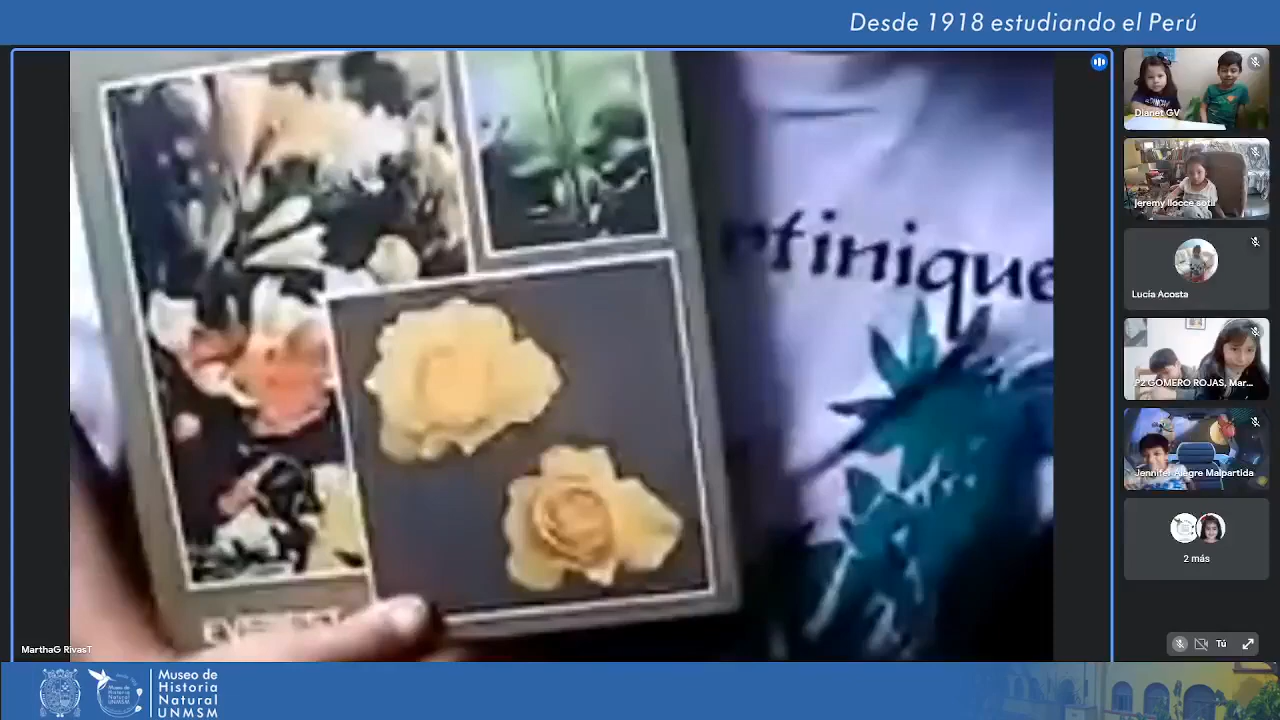 Desde 1918 estudiando el Perú
Dianet GV
Jeremy llocce sotil
Lucía Acosta
P2 GOMERO ROJAS, Mar...
Jennifer Alegre Malpartida
2 más
Tú
MarthaG RivasT
Museo de
Historia
Natural
UNMSM